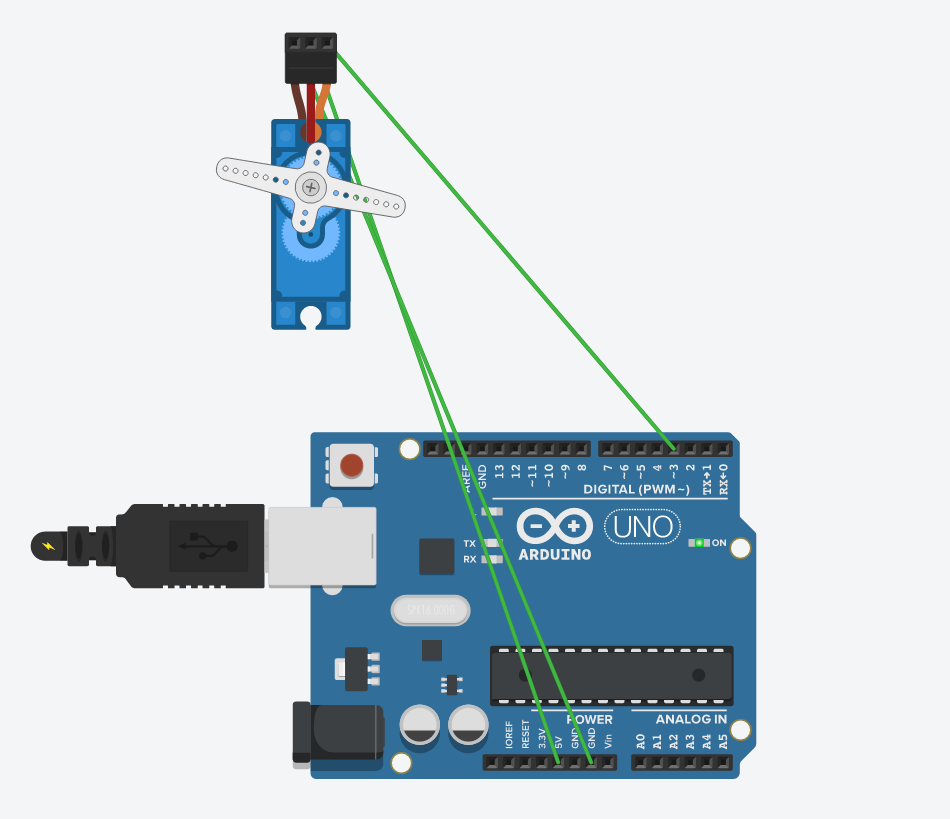 AREF
GND
13
12
~11
~10
~9
8
7
~6
~5
4
~3
2
TX→1
RX←0
DIGITAL (PWM~)
UNO
ON
ARDUINO
TX
RX
POWER
ANALOG IN
IOREF
RESET
3.3V
5V
GND
GND
Vin
A0
A1
A2
A3
A4
A5